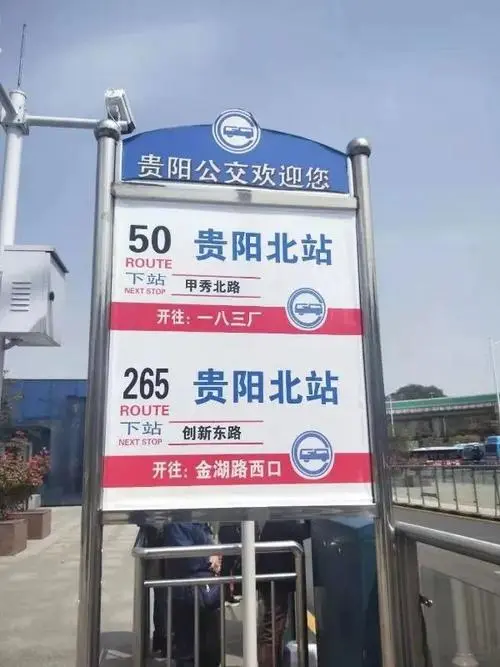 贵阳公交欢迎您
50 贵阳北站
ROUTE
下站 甲秀北路
NEXT STOP
开往：一八三厂
265 贵阳北站
ROUTE
下站 创新东路
NEXT STOP
开往：金湖路西口